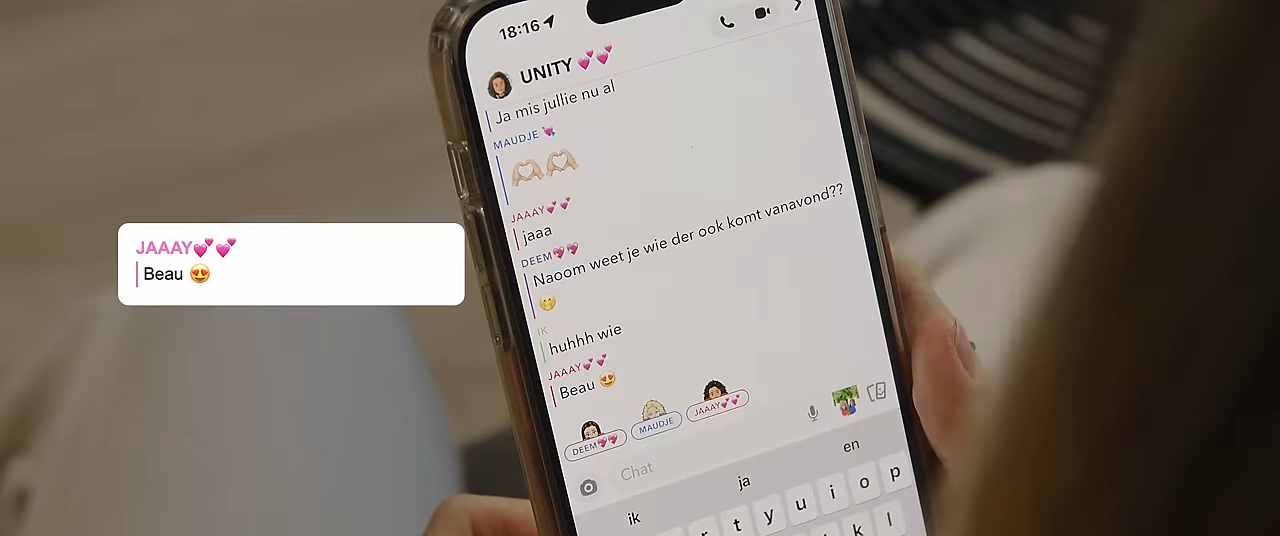 18:16
UNITY 💕💕
Ja mis jullie nu al
MAUDJE 💘
🫶🏻🫶🏻
JAAAY💕💕
jaaa
DEEM💖💖
Naoom weet je wie der ook komt vanavond??
🤭
IK
huhhh wie
JAAAY💕💕
Beau 😍
DEEM💖💖 MAUDJE JAAAY💕💕
Chat
ik ja en
r t y u i o p
k l
JAAAY💕💕
Beau 😍